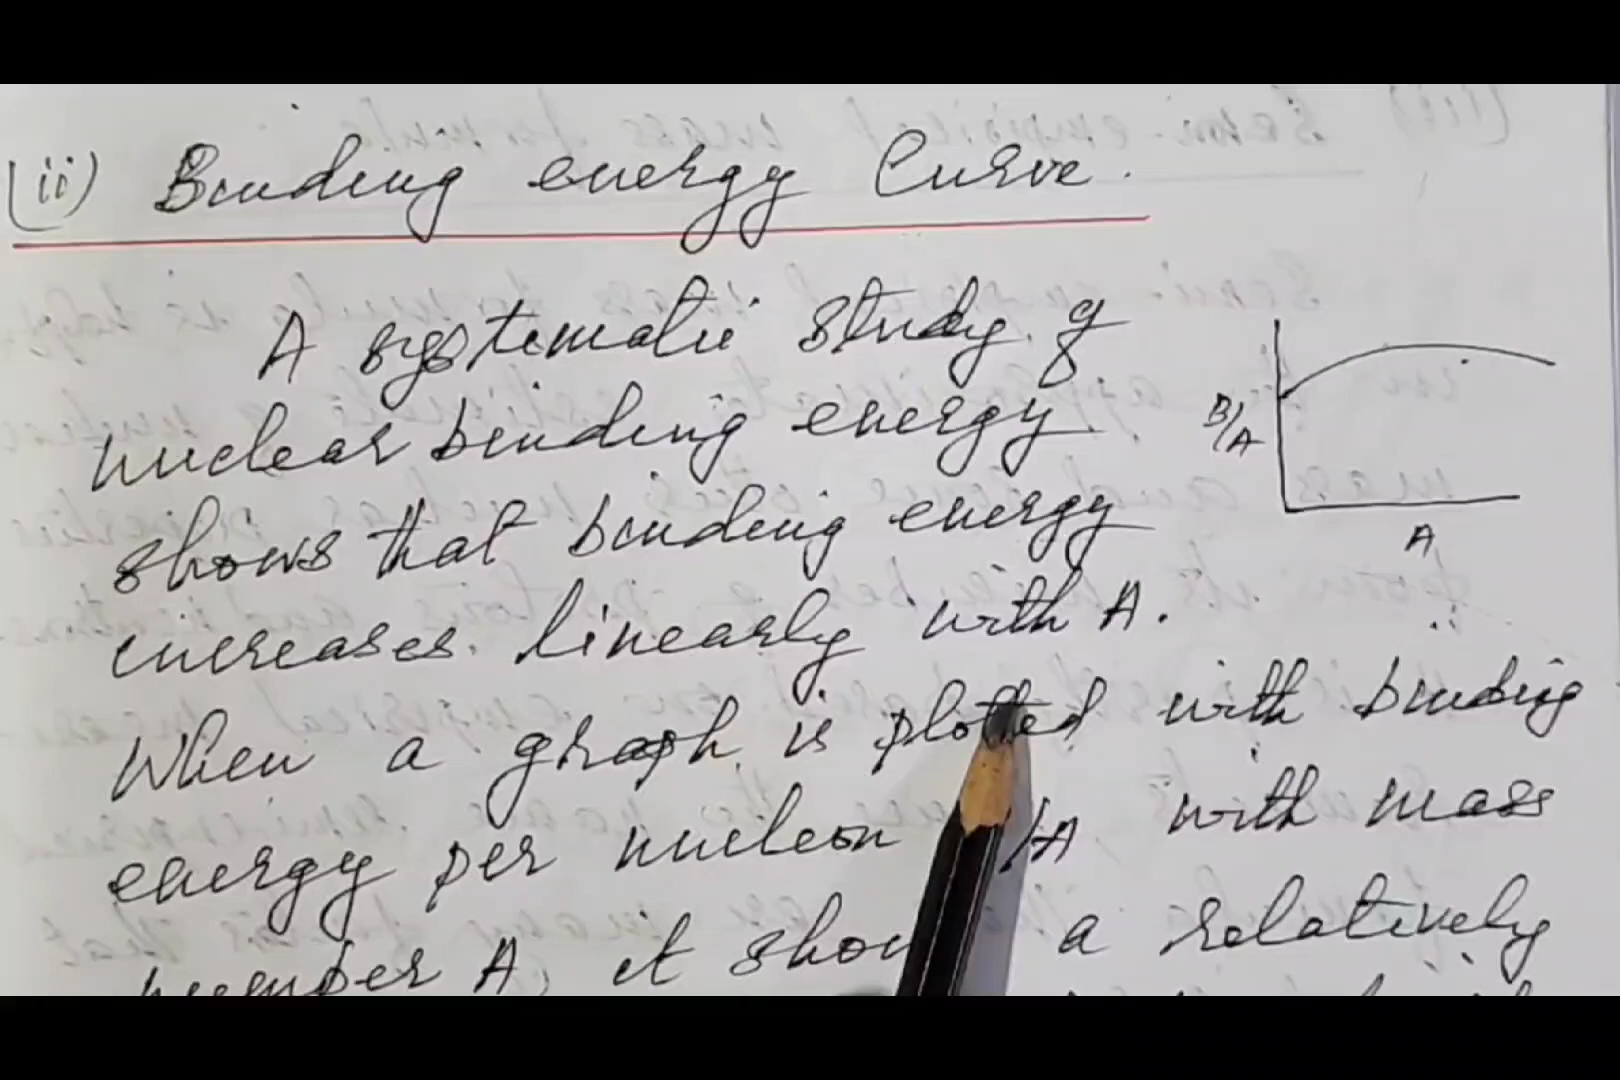 (ii) Binding energy Curve.
A systematic study of
nuclear binding energy
shows that binding energy
increases linearly with A.
When a graph is plotted with binding
energy per nucleon /A with mass
number A, it show a relatively
B/A
A